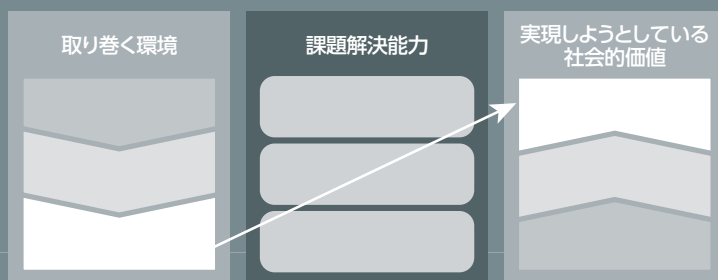 取り巻く環境
課題解決能力
実現しようとしている
社会的価値